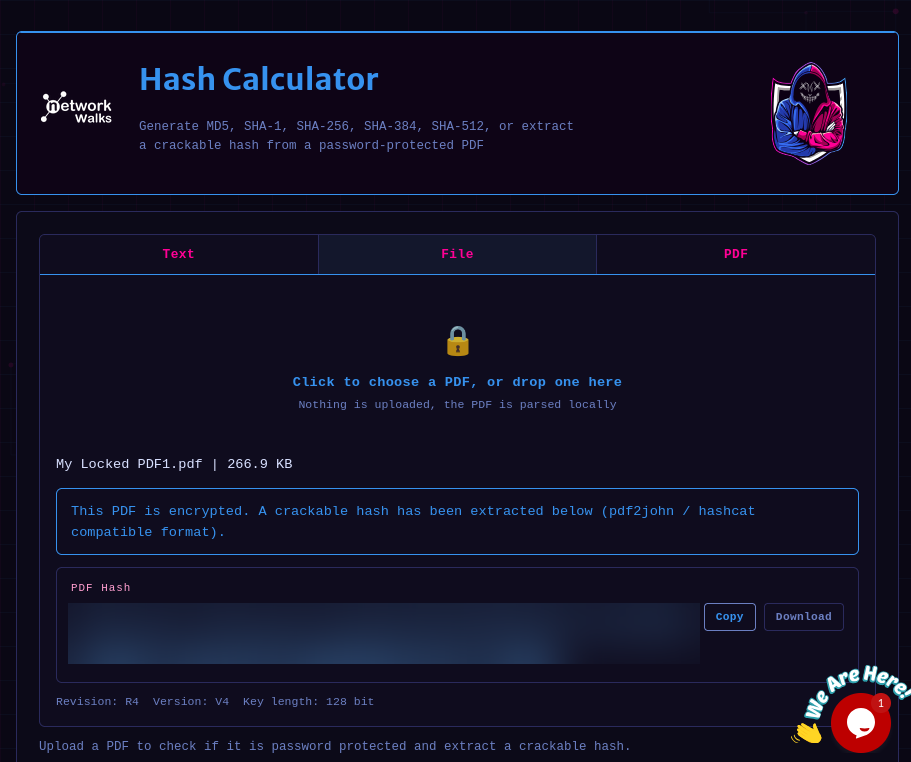 Hash Calculator
network
Walks
Generate MD5, SHA-1, SHA-256, SHA-384, SHA-512, or extract
a crackable hash from a password-protected PDF
Text File PDF
Click to choose a PDF, or drop one here
Nothing is uploaded, the PDF is parsed locally
My Locked PDF1.pdf | 266.9 KB
This PDF is encrypted. A crackable hash has been extracted below (pdf2john / hashcat
compatible format).
PDF Hash
Copy Download
Revision: R4 Version: V4 Key length: 128 bit
We Are Here!
1
Upload a PDF to check if it is password protected and extract a crackable hash.